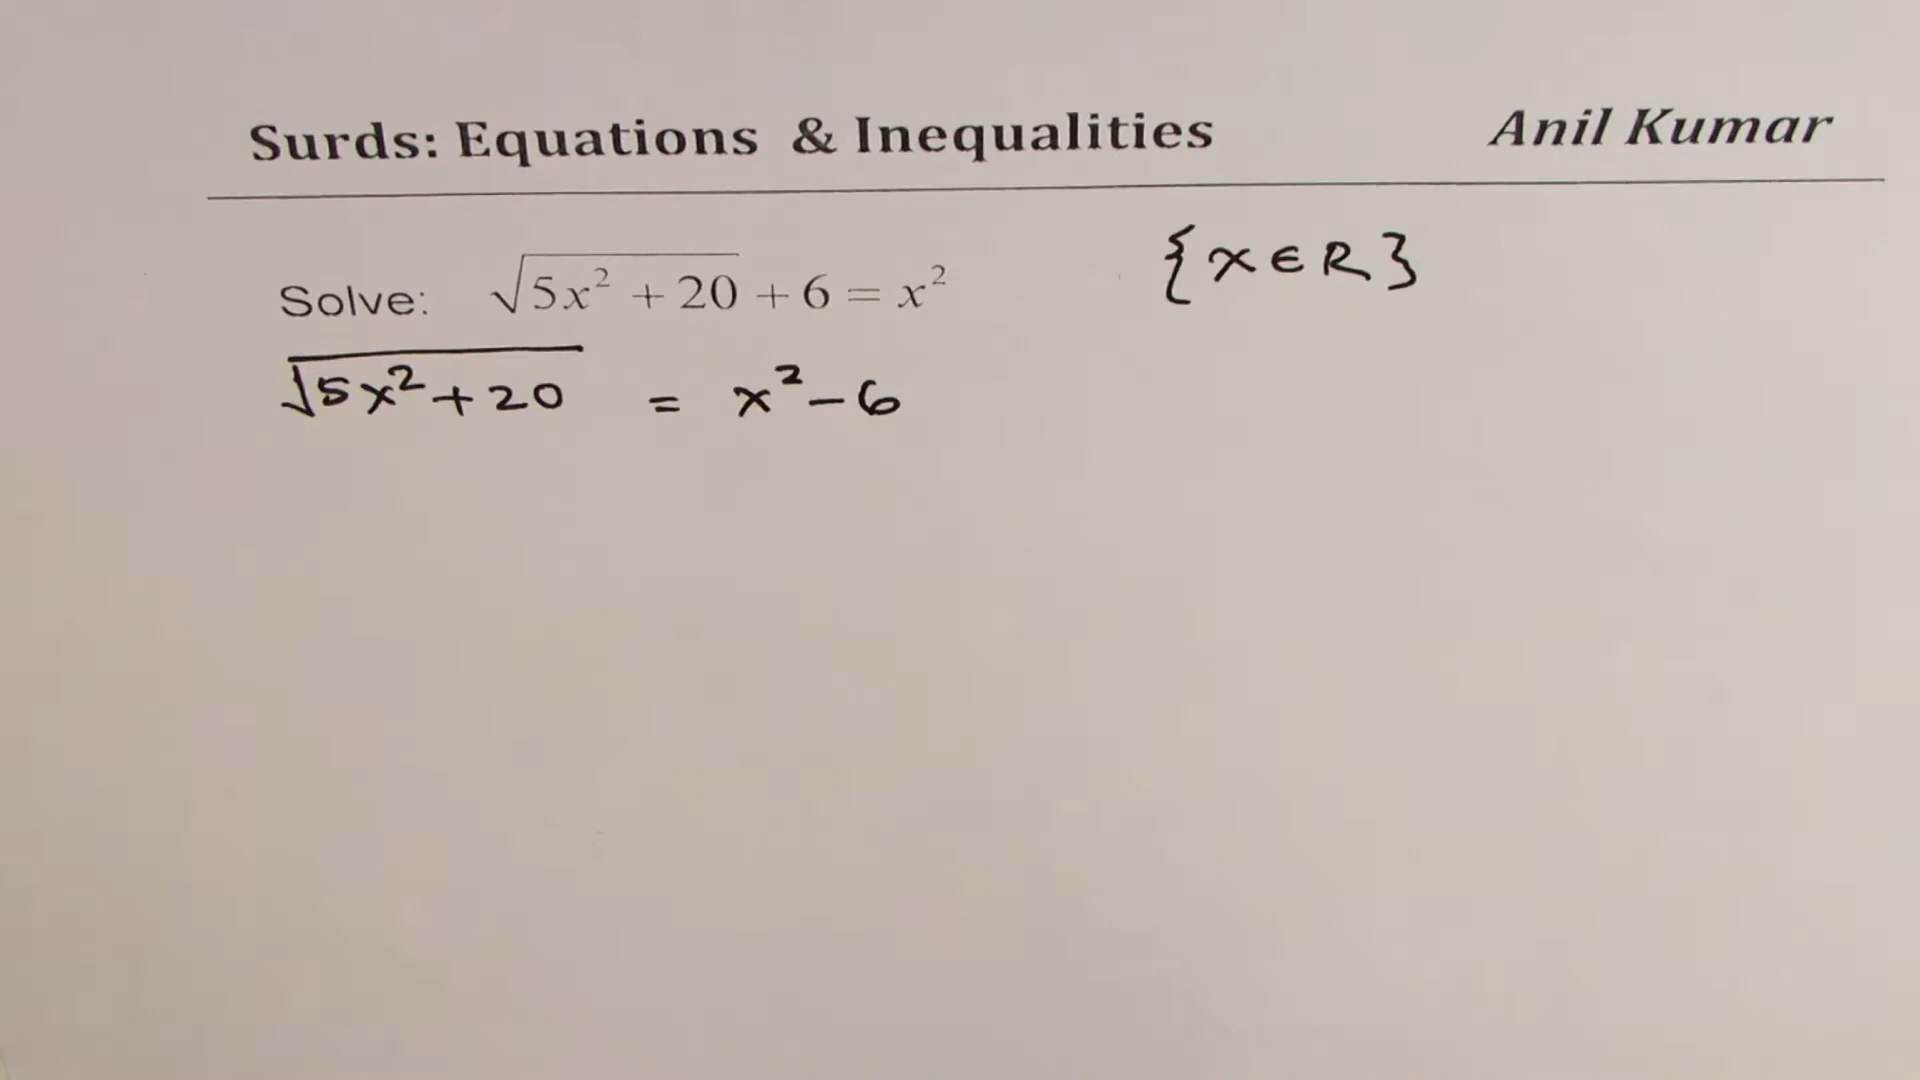 Surds: Equations & Inequalities Anil Kumar
Solve: √5x² + 20 + 6 = x² {x∈R}
√5x²+20 = x²-6